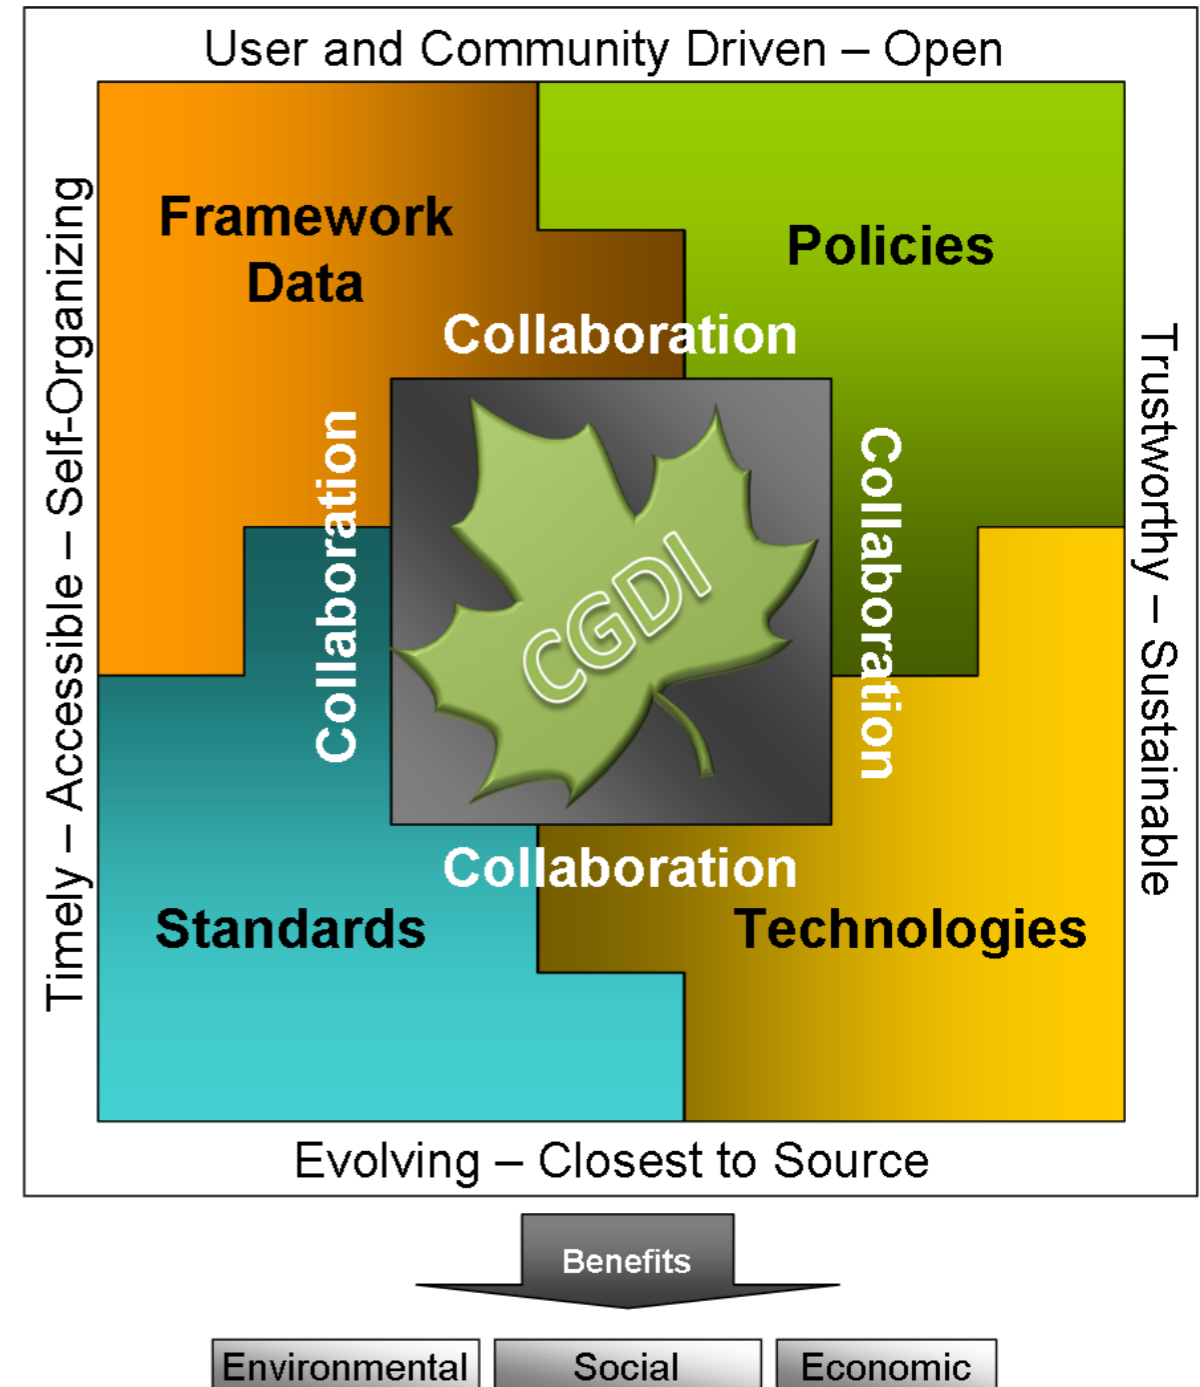 User and Community Driven – Open
Timely – Accessible – Self-Organizing
Framework
Data
Policies
Collaboration
Collaboration
CGDI
Collaboration
Trustworthy – Sustainable
Collaboration
Standards
Technologies
Evolving – Closest to Source
Benefits
Environmental
Social
Economic